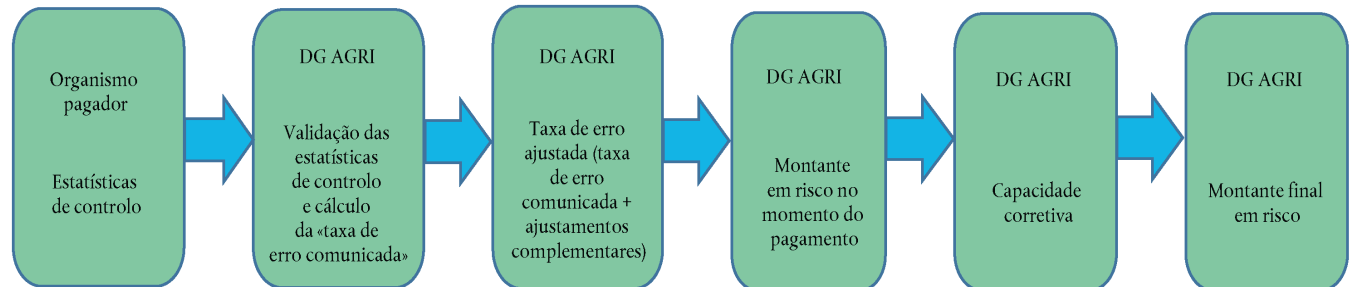 Organismo
pagador
Estatísticas
de controlo
DG AGRI
Validação das
estatísticas
de controlo
e cálculo
da «taxa de
erro comunicada»
DG AGRI
Taxa de erro
ajustada (taxa
de erro
comunicada +
ajustamentos
complementares)
DG AGRI
Montante
em risco no
momento do
pagamento
DG AGRI
Capacidade
corretiva
DG AGRI
Montante final
em risco